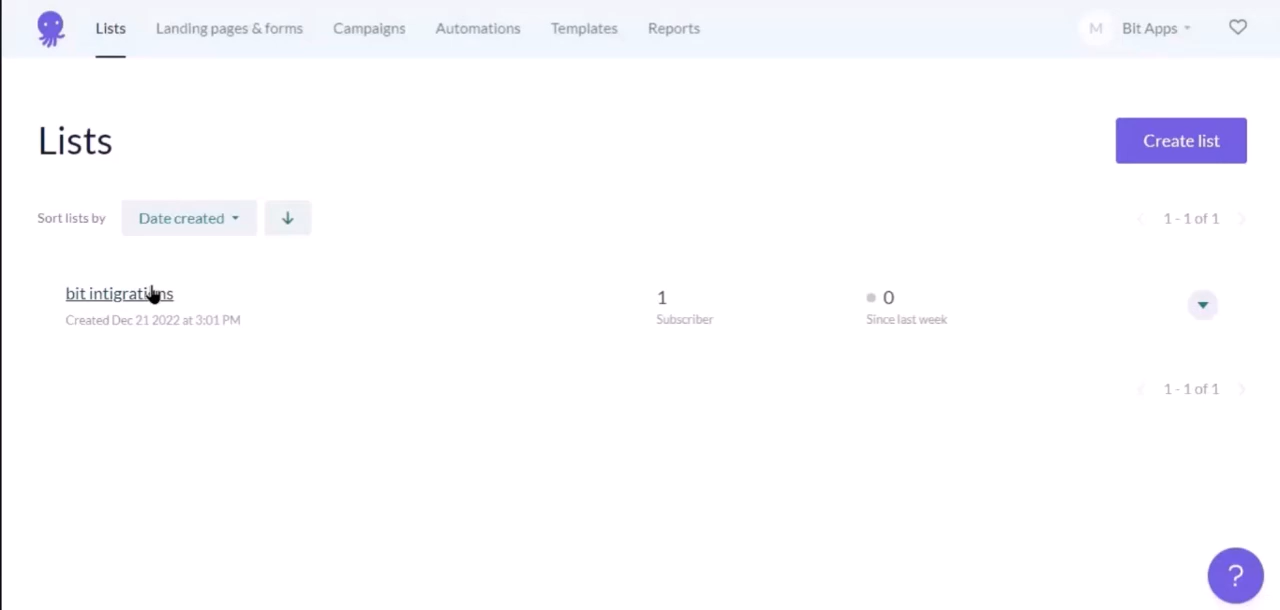 Lists Landing pages & forms Campaigns Automations Templates Reports M Bit Apps
Lists
Create list
Sort lists by Date created 1 - 1 of 1
bit intigrations 1 0
Created Dec 21 2022 at 3:01 PM Subscriber Since last week
1 - 1 of 1
?